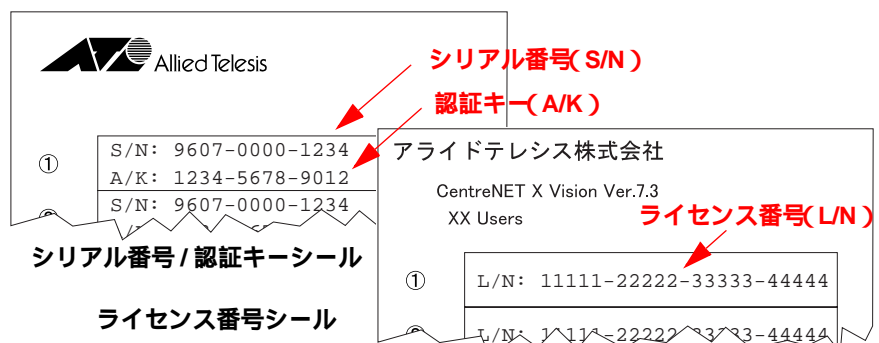 Allied Telesis
シリアル番号(S/N)
認証キー(A/K)
①
S/N: 9607-0000-1234
A/K: 1234-5678-9012
S/N: 9607-0000-1234
シリアル番号/認証キーシール
ライセンス番号シール
アライドテレシス株式会社
CentreNET X Vision Ver.7.3
XX Users
ライセンス番号(L/N)
①
L/N: 11111-22222-33333-44444
L/N: 11111-22222-33333-44444